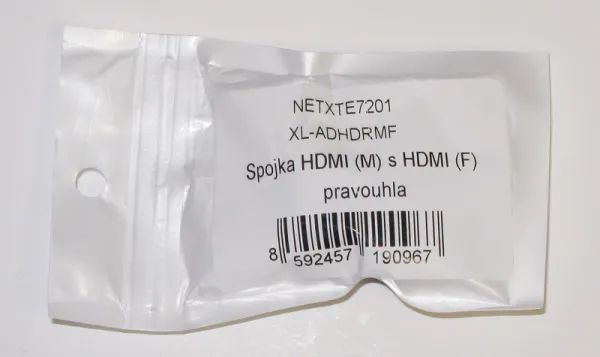 NETXTE7201
XL-ADHDRMF
Spojka HDMI (M) s HDMI (F)
pravouhla
8 592457 190967